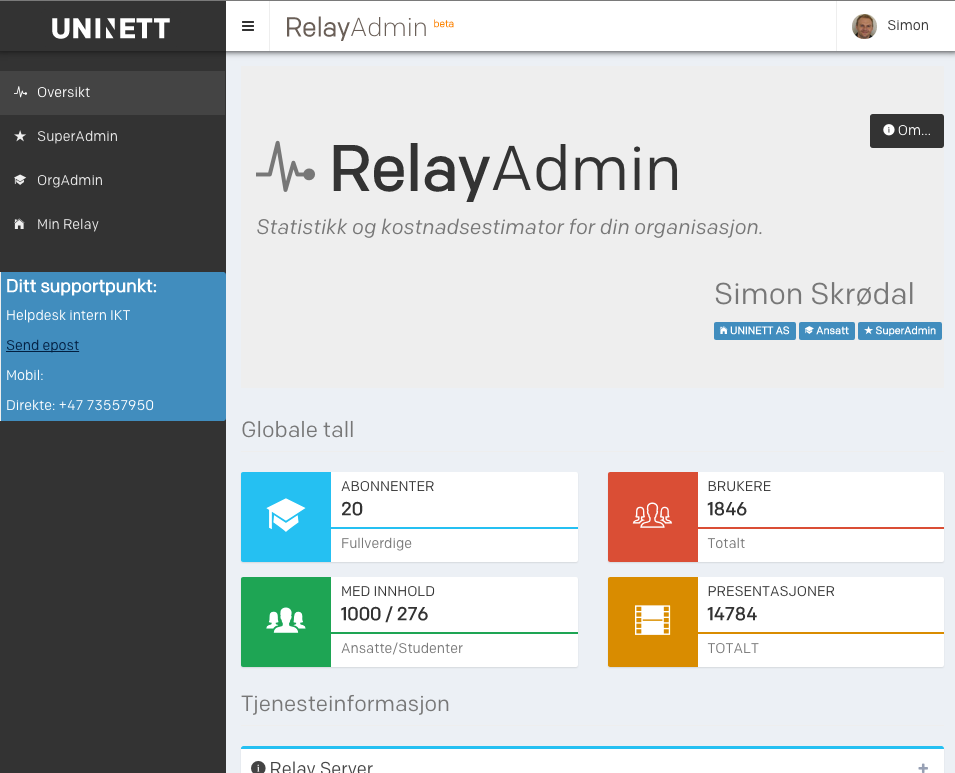 UNINETT
RelayAdmin beta
Simon
Oversikt
SuperAdmin
OrgAdmin
Min Relay
Ditt supportpunkt:
Helpdesk intern IKT
Send epost
Mobil:
Direkte: +47 73557950
Om...
RelayAdmin
Statistikk og kostnadsestimator for din organisasjon.
Simon Skrødal
UNINETT AS Ansatt SuperAdmin
Globale tall
ABONNENTER
20
Fullverdige
BRUKERE
1846
Totalt
MED INNHOLD
1000 / 276
Ansatte/Studenter
PRESENTASJONER
14784
TOTALT
Tjenesteinformasjon
Relay Server